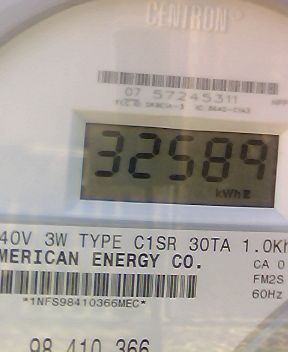 CENTRON®
07 57245311
32589
kWh
40V 3W TYPE C1SR 30TA 1.0Kh
MERICAN ENERGY CO.
CA 0
FM2S
60Hz
*1NFS98410366MEC*
98 410 366